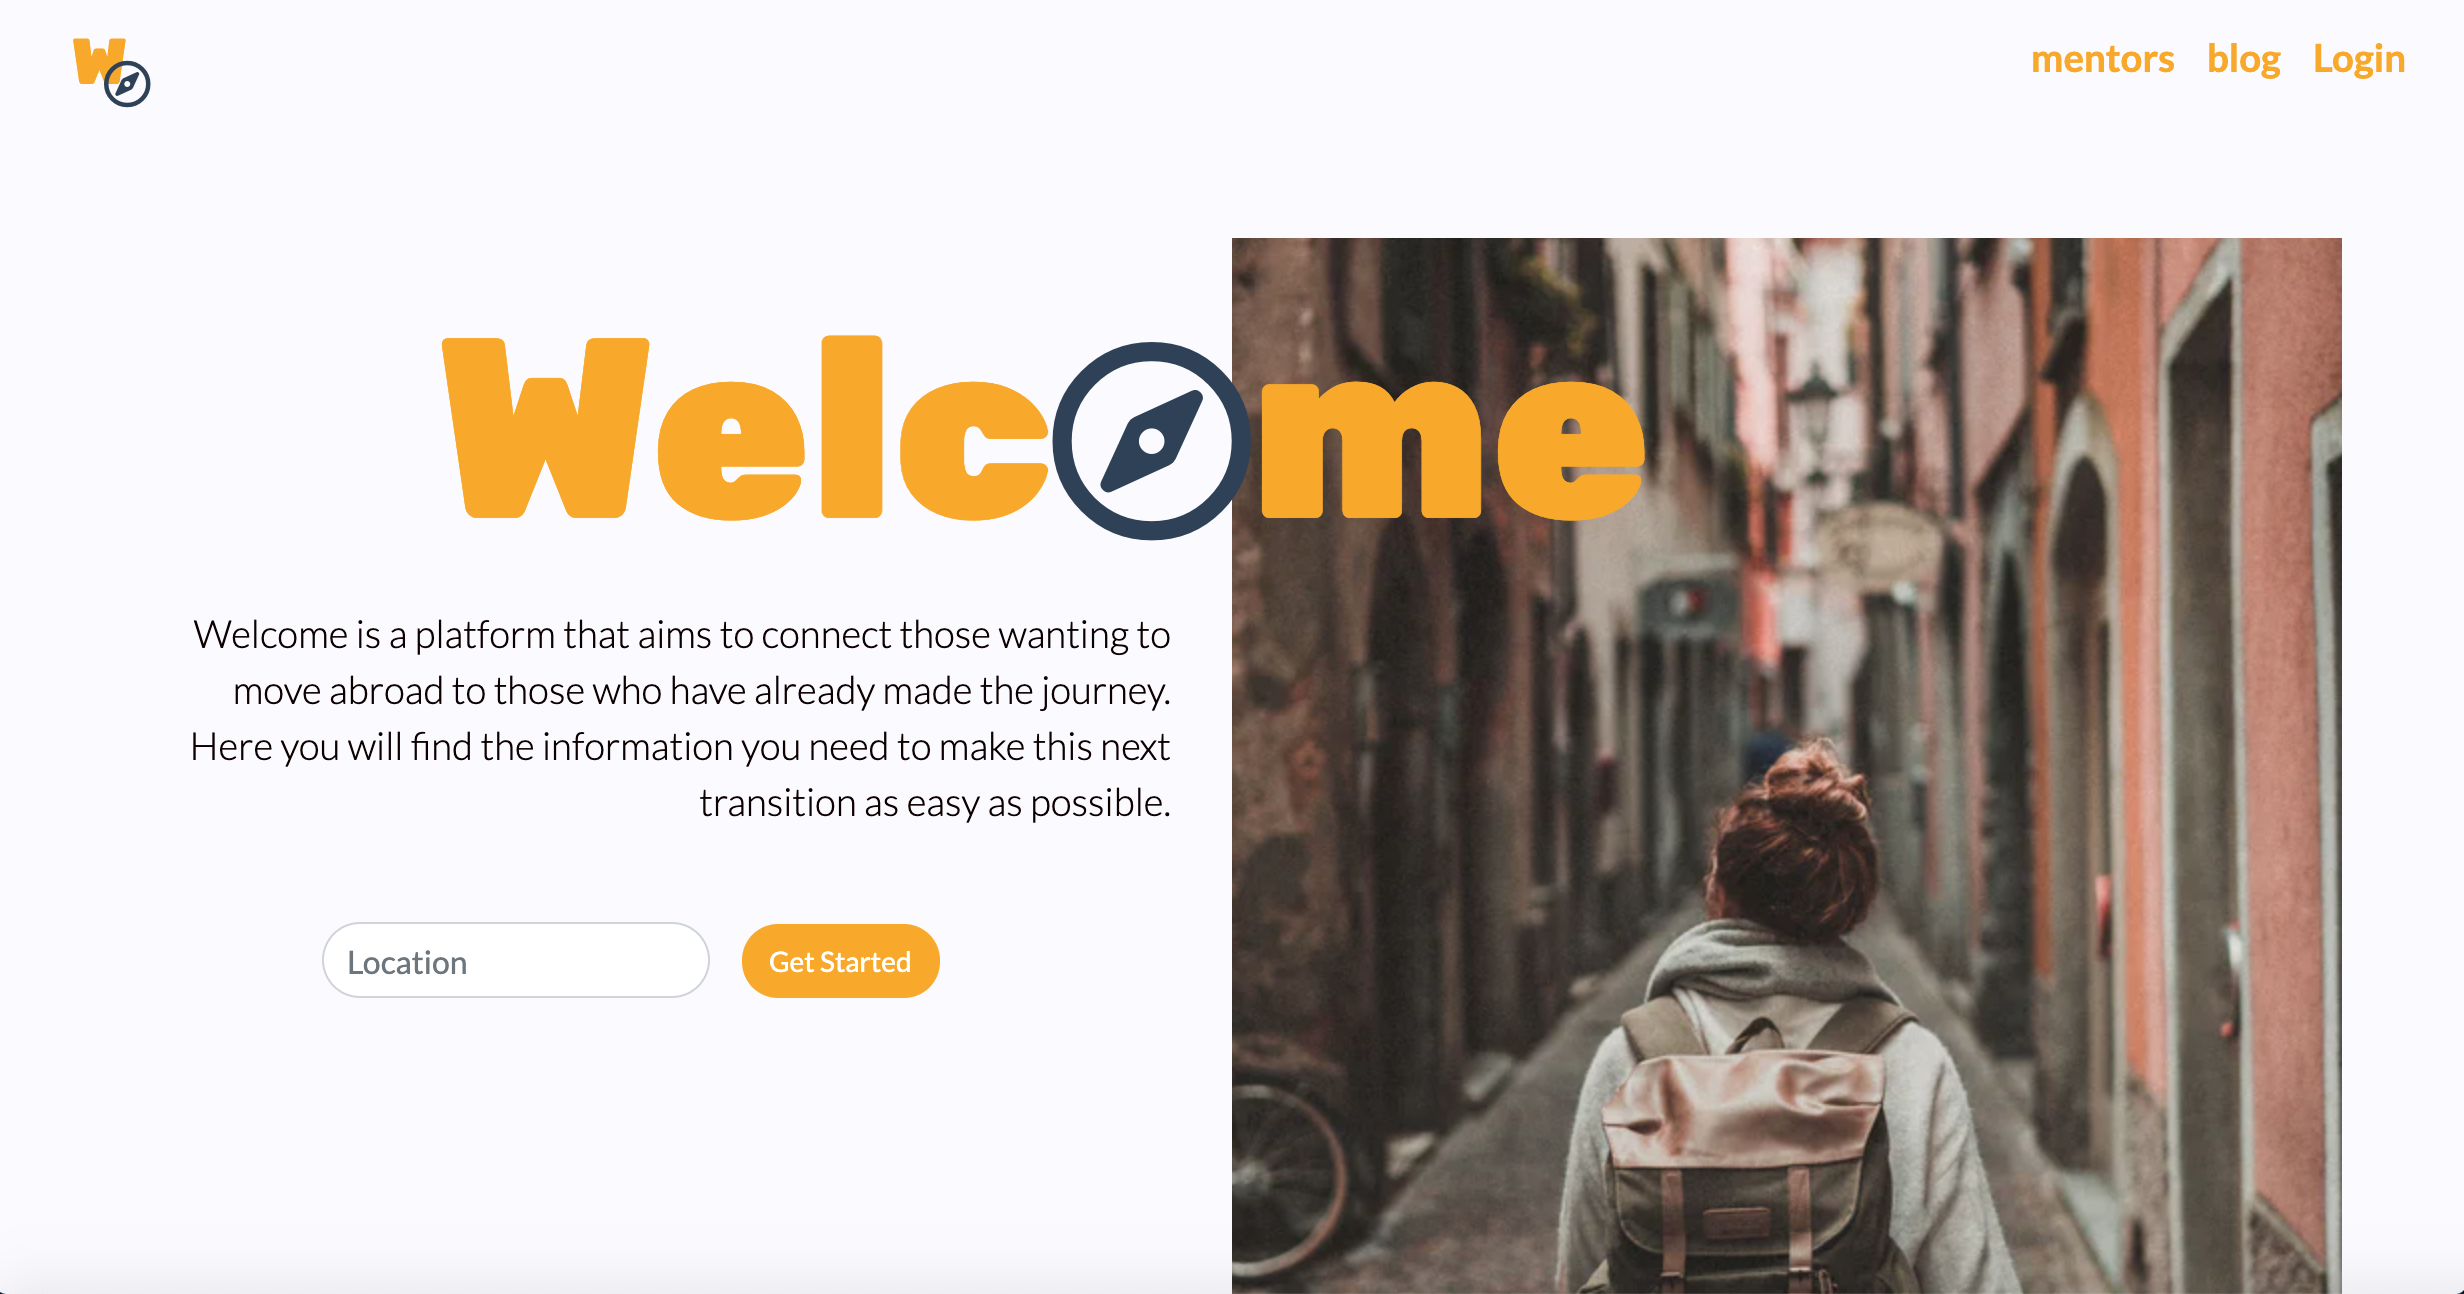 W
mentors blog Login
Welcome
Welcome is a platform that aims to connect those wanting to
move abroad to those who have already made the journey.
Here you will find the information you need to make this next
transition as easy as possible.
Location
Get Started